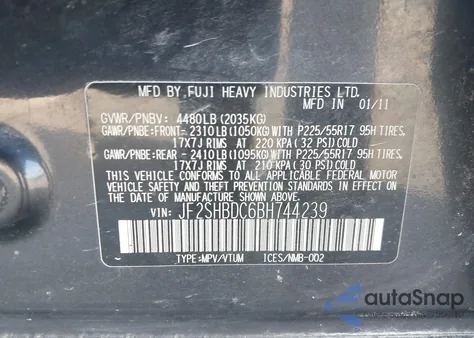 MFD BY, FUJI HEAVY INDUSTRIES LTD.
MFD IN 01/11
GVWR/PNBV: 4480LB (2035KG)
GAWR/PNBE:FRONT- 2310LB(1050KG)WITH P225/55R17 95H TIRES,
17X7J RIMS AT 220 KPA( 32 PSI)COLD
GAWR/PNBE:REAR - 2410LB(1095KG)WITH P225/55R17 95H TIRES,
17X7J RIMS AT 210 KPA( 30 PSI)COLD
THIS VEHICLE CONFORMS TO ALL APPLICABLE FEDERAL MOTOR
VEHICLE SAFETY STANDARDS IN EFFECT ON
THE DATE OF MANUFACTURE SHOWN ABOVE.
VIN: JF2SHBDC6BH744239
TYPE:MPV/VTUM ICES/NMB-002
autoSnap
Powered by ClearCars